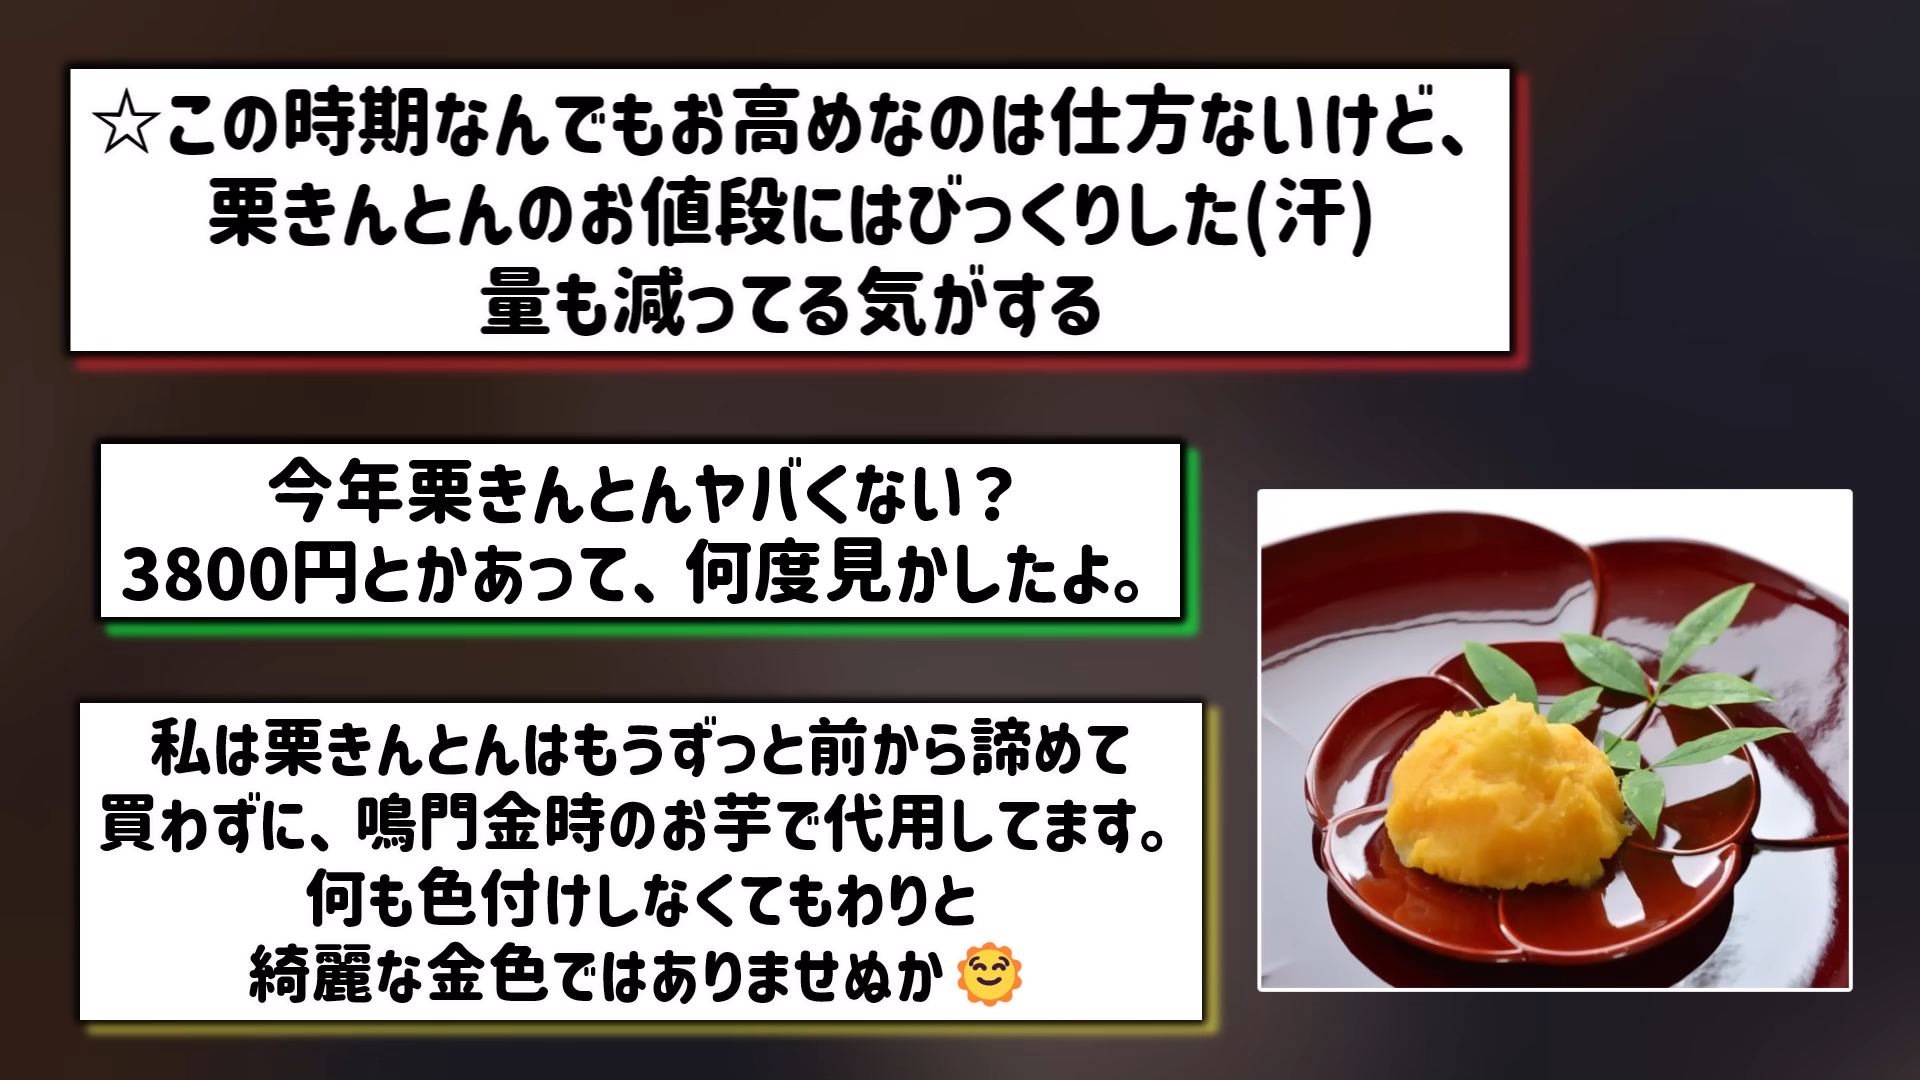 ☆この時期なんでもお高めなのは仕方ないけど、
栗きんとんのお値段にはびっくりした(汗)
量も減ってる気がする
今年栗きんとんヤバくない？
3800円とかあって、何度見かしたよ。
私は栗きんとんはもうずっと前から諦めて
買わずに、鳴門金時のお芋で代用してます。
何も色付けしなくてもわりと
綺麗な金色ではありませぬか🌞